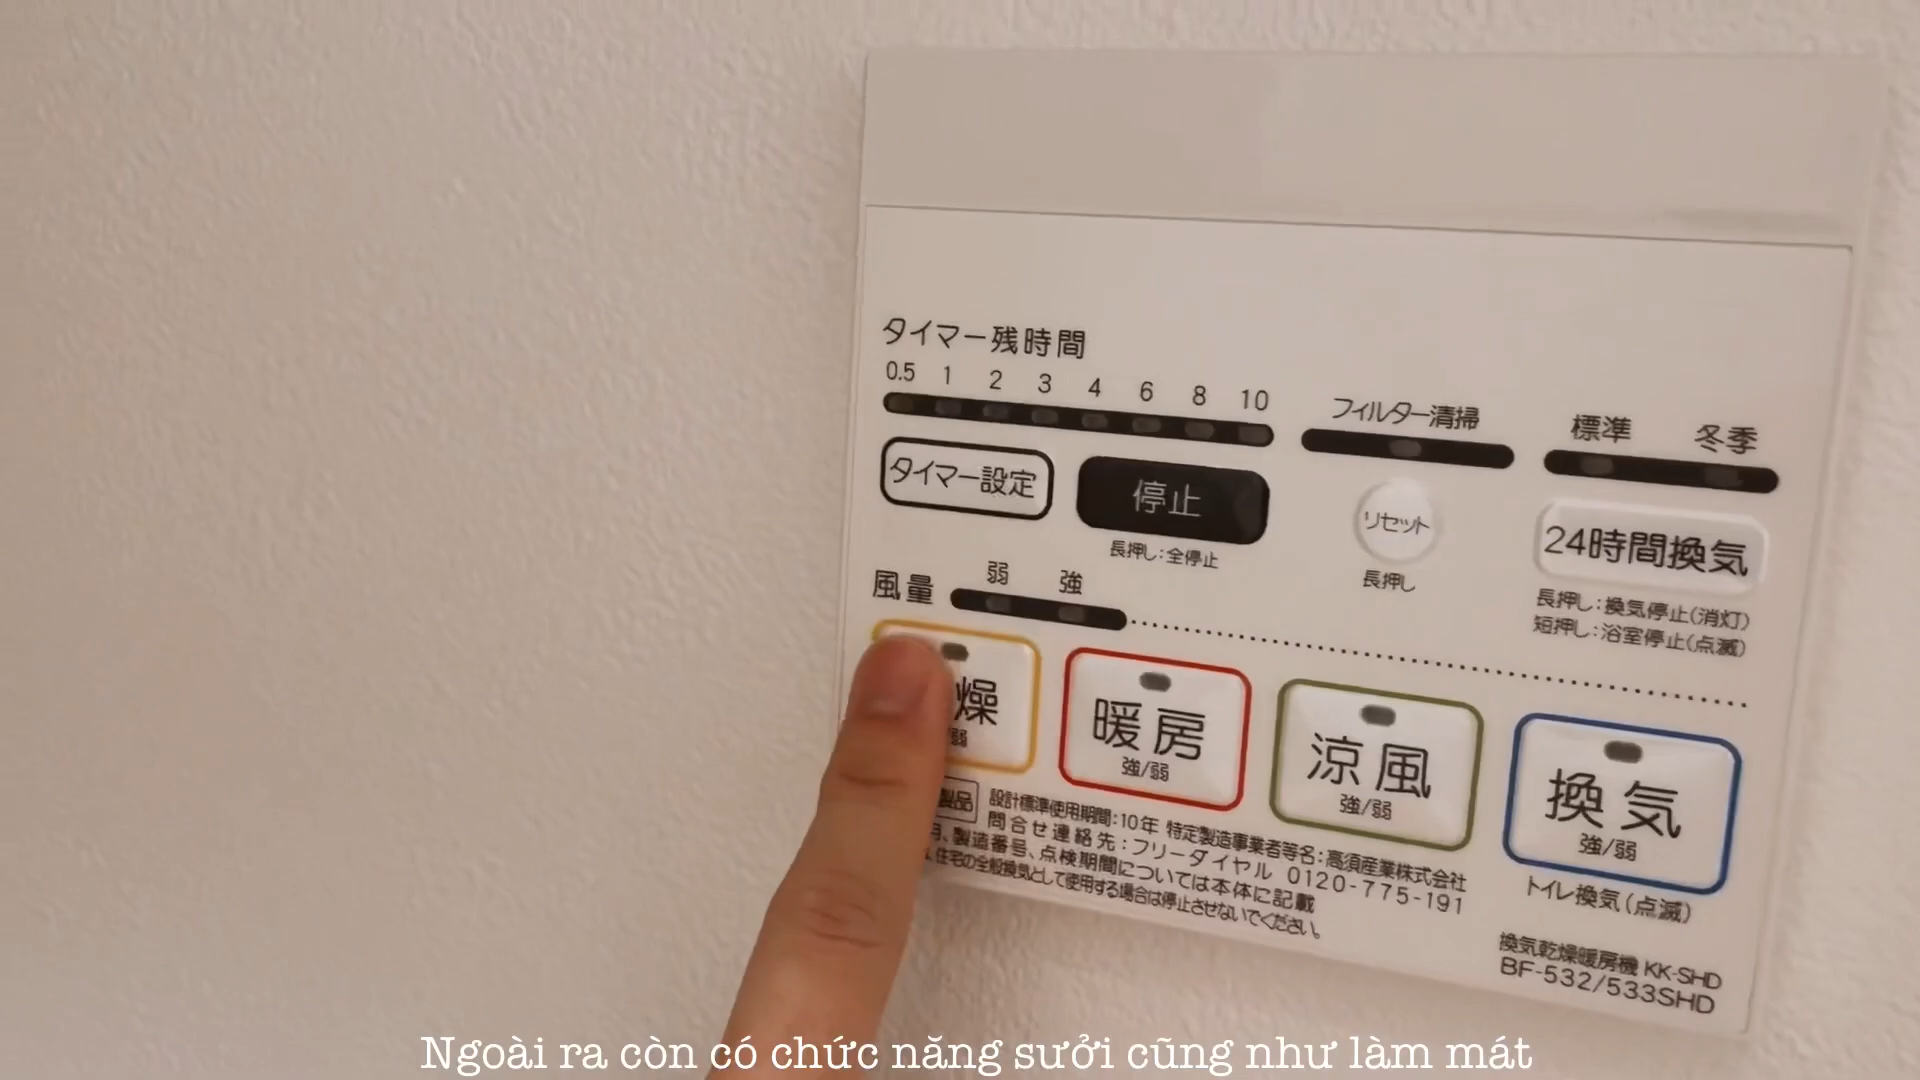 タイマー残時間
0.5 1 2 3 4 6 8 10
フィルター清掃
標準 冬季
タイマー設定
停止
長押し:全停止
リセット
長押し
24時間換気
長押し:換気停止(消灯)
短押し:浴室停止(点滅)
風量 弱 強
燥
弱
暖房
強/弱
涼風
強/弱
換気
強/弱
トイレ換気(点滅)
製品 設計標準使用期間:10年 特定製造事業者等名:高須産業株式会社
問合せ連絡先:フリーダイヤル 0120-775-191
月、製造番号、点検期間については本体に記載
住宅の全般換気として使用する場合は停止させないでください。
換気乾燥暖房機 KK-SHD
BF-532/533SHD
Ngoài ra còn có chức năng sưởi cũng như làm mát